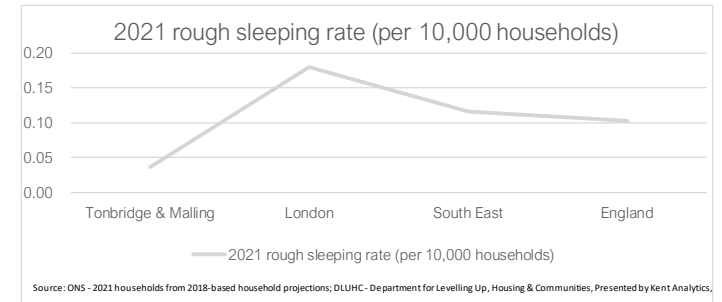 2021 rough sleeping rate (per 10,000 households)
0.20
0.15
0.10
0.05
0.00
Tonbridge & Malling London South East England
2021 rough sleeping rate (per 10,000 households)
Source: ONS - 2021 households from 2018-based household projections; DLUHC - Department for Levelling Up, Housing & Communities, Presented by Kent Analytics,